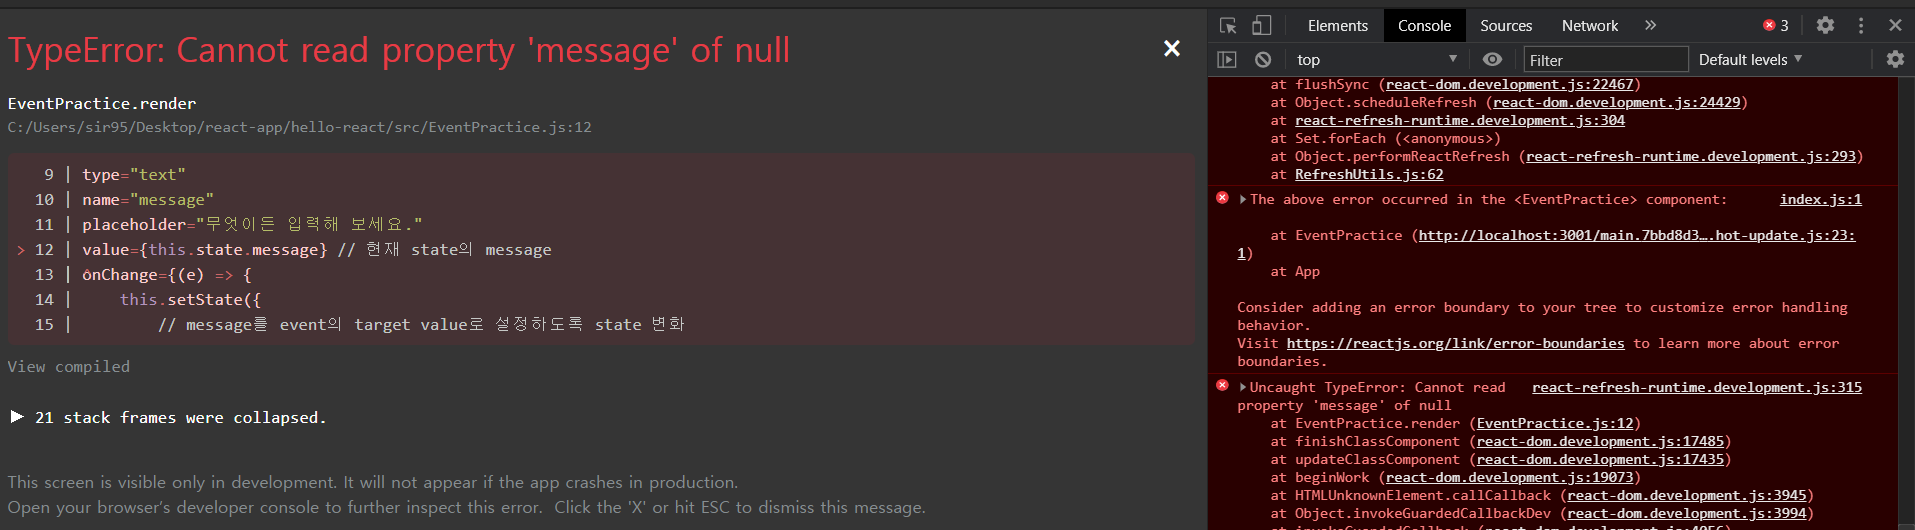 TypeError: Cannot read property 'message' of null
×
EventPractice.render
C:/Users/sir95/Desktop/react-app/hello-react/src/EventPractice.js:12
9 | type="text"
10 | name="message"
11 | placeholder="무엇이든 입력해 보세요."
> 12 | value={this.state.message} // 현재 state의 message
13 | onChange={(e) => {
14 |     this.setState({
15 |         // message를 event의 target value로 설정하도록 state 변화
View compiled
▶ 21 stack frames were collapsed.
This screen is visible only in development. It will not appear if the app crashes in production.
Open your browser's developer console to further inspect this error.  Click the 'X' or hit ESC to dismiss this message.
Elements Console Sources Network » 3
top Filter Default levels ▼
at flushSync (react-dom.development.js:22467)
at Object.scheduleRefresh (react-dom.development.js:24429)
at react-refresh-runtime.development.js:304
at Set.forEach (<anonymous>)
at Object.performReactRefresh (react-refresh-runtime.development.js:293)
at RefreshUtils.js:62
The above error occurred in the <EventPractice> component: index.js:1
at EventPractice (http://localhost:3001/main.7bbd8d3….hot-update.js:23:
1)
at App
Consider adding an error boundary to your tree to customize error handling
behavior.
Visit https://reactjs.org/link/error-boundaries to learn more about error
boundaries.
Uncaught TypeError: Cannot read react-refresh-runtime.development.js:315
property 'message' of null
at EventPractice.render (EventPractice.js:12)
at finishClassComponent (react-dom.development.js:17485)
at updateClassComponent (react-dom.development.js:17435)
at beginWork (react-dom.development.js:19073)
at HTMLUnknownElement.callCallback (react-dom.development.js:3945)
at Object.invokeGuardedCallbackDev (react-dom.development.js:3994)